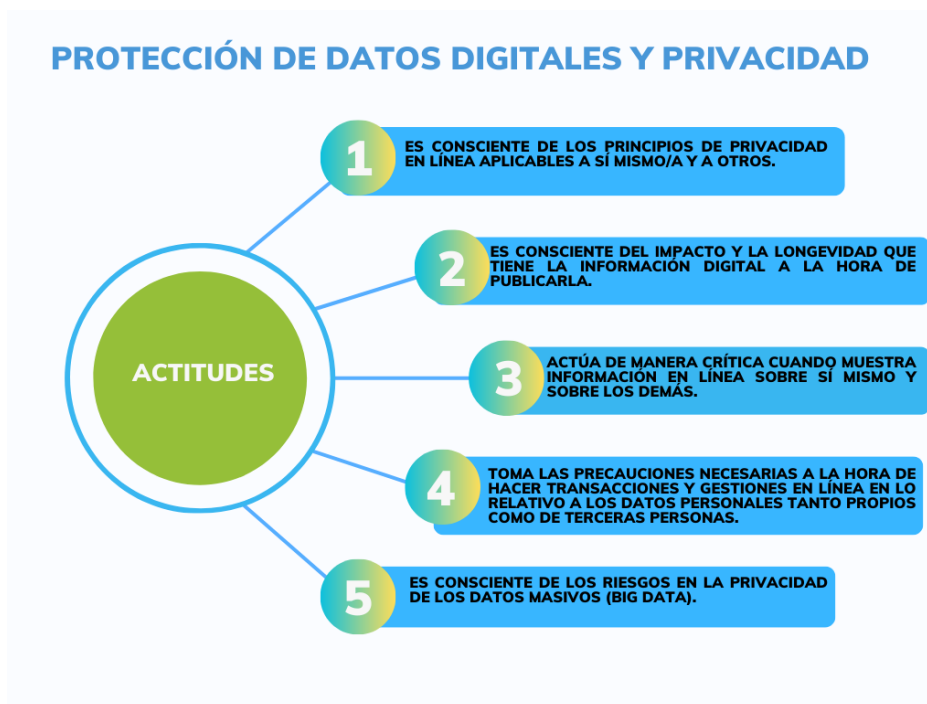 PROTECCIÓN DE DATOS DIGITALES Y PRIVACIDAD
ACTITUDES
1
ES CONSCIENTE DE LOS PRINCIPIOS DE PRIVACIDAD
EN LÍNEA APLICABLES A SÍ MISMO/A Y A OTROS.
2
ES CONSCIENTE DEL IMPACTO Y LA LONGEVIDAD QUE
TIENE LA INFORMACIÓN DIGITAL A LA HORA DE
PUBLICARLA.
3
ACTÚA DE MANERA CRÍTICA CUANDO MUESTRA
INFORMACIÓN EN LÍNEA SOBRE SÍ MISMO Y
SOBRE LOS DEMÁS.
4
TOMA LAS PRECAUCIONES NECESARIAS A LA HORA DE
HACER TRANSACCIONES Y GESTIONES EN LÍNEA EN LO
RELATIVO A LOS DATOS PERSONALES TANTO PROPIOS
COMO DE TERCERAS PERSONAS.
5
ES CONSCIENTE DE LOS RIESGOS EN LA PRIVACIDAD
DE LOS DATOS MASIVOS (BIG DATA).